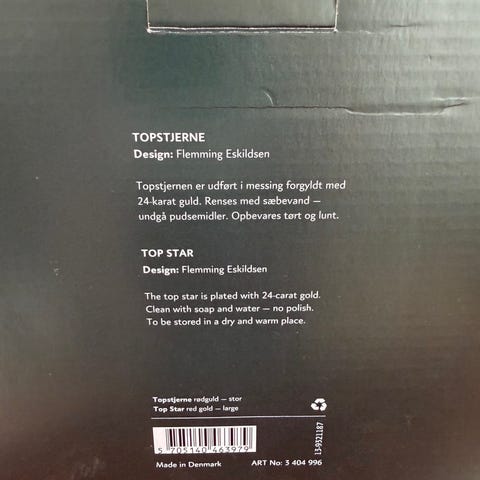 TOPSTJERNE
Design: Flemming Eskildsen
Topstjernen er udført i messing forgyldt med
24-karat guld. Renses med sæbevand –
undgå pudsemidler. Opbevares tørt og lunt.
TOP STAR
Design: Flemming Eskildsen
The top star is plated with 24-carat gold.
Clean with soap and water – no polish.
To be stored in a dry and warm place.
Topstjerne rødguld – stor
Top Star red gold – large
13-9321187
5 705140 463979
Made in Denmark
ART No: 3 404 996